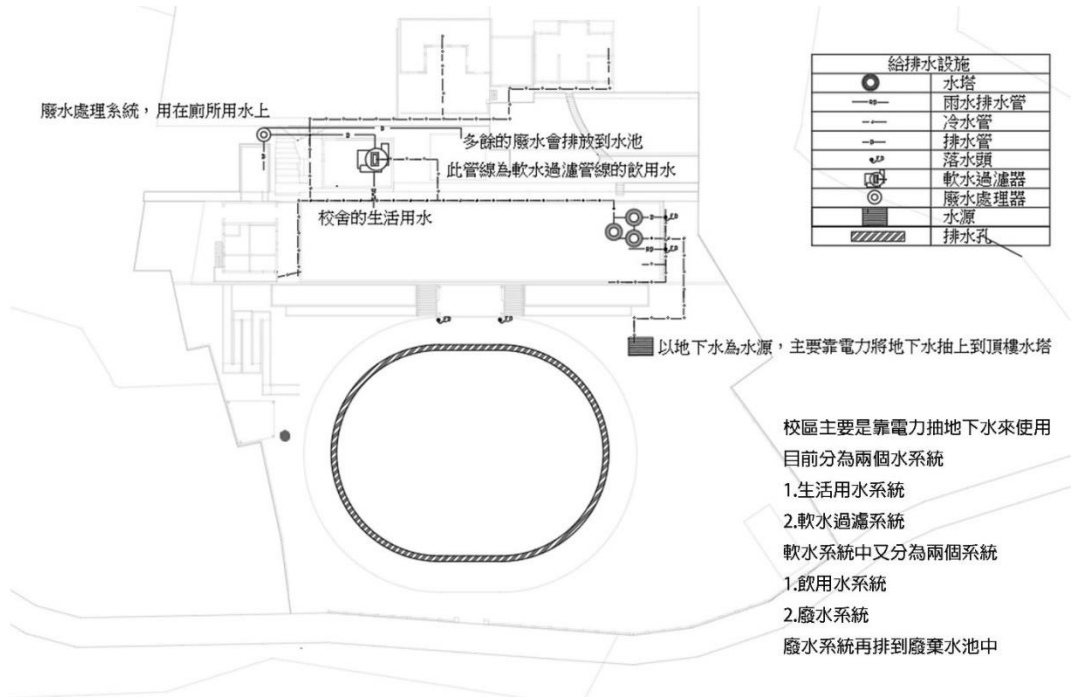 給排水設施
水塔
雨水排水管
冷水管
排水管
落水頭
軟水過濾器
廢水處理器
水源
排水孔
廢水處理系統，用在廁所用水上
多餘的廢水會排放到水池
此管線為軟水過濾管線的飲用水
校舍的生活用水
以地下水為水源，主要靠電力將地下水抽上到頂樓水塔
校區主要是靠電力抽地下水來使用
目前分為兩個水系統
1.生活用水系統
2.軟水過濾系統
軟水系統中又分為兩個系統
1.飲用水系統
2.廢水系統
廢水系統再排到廢棄水池中